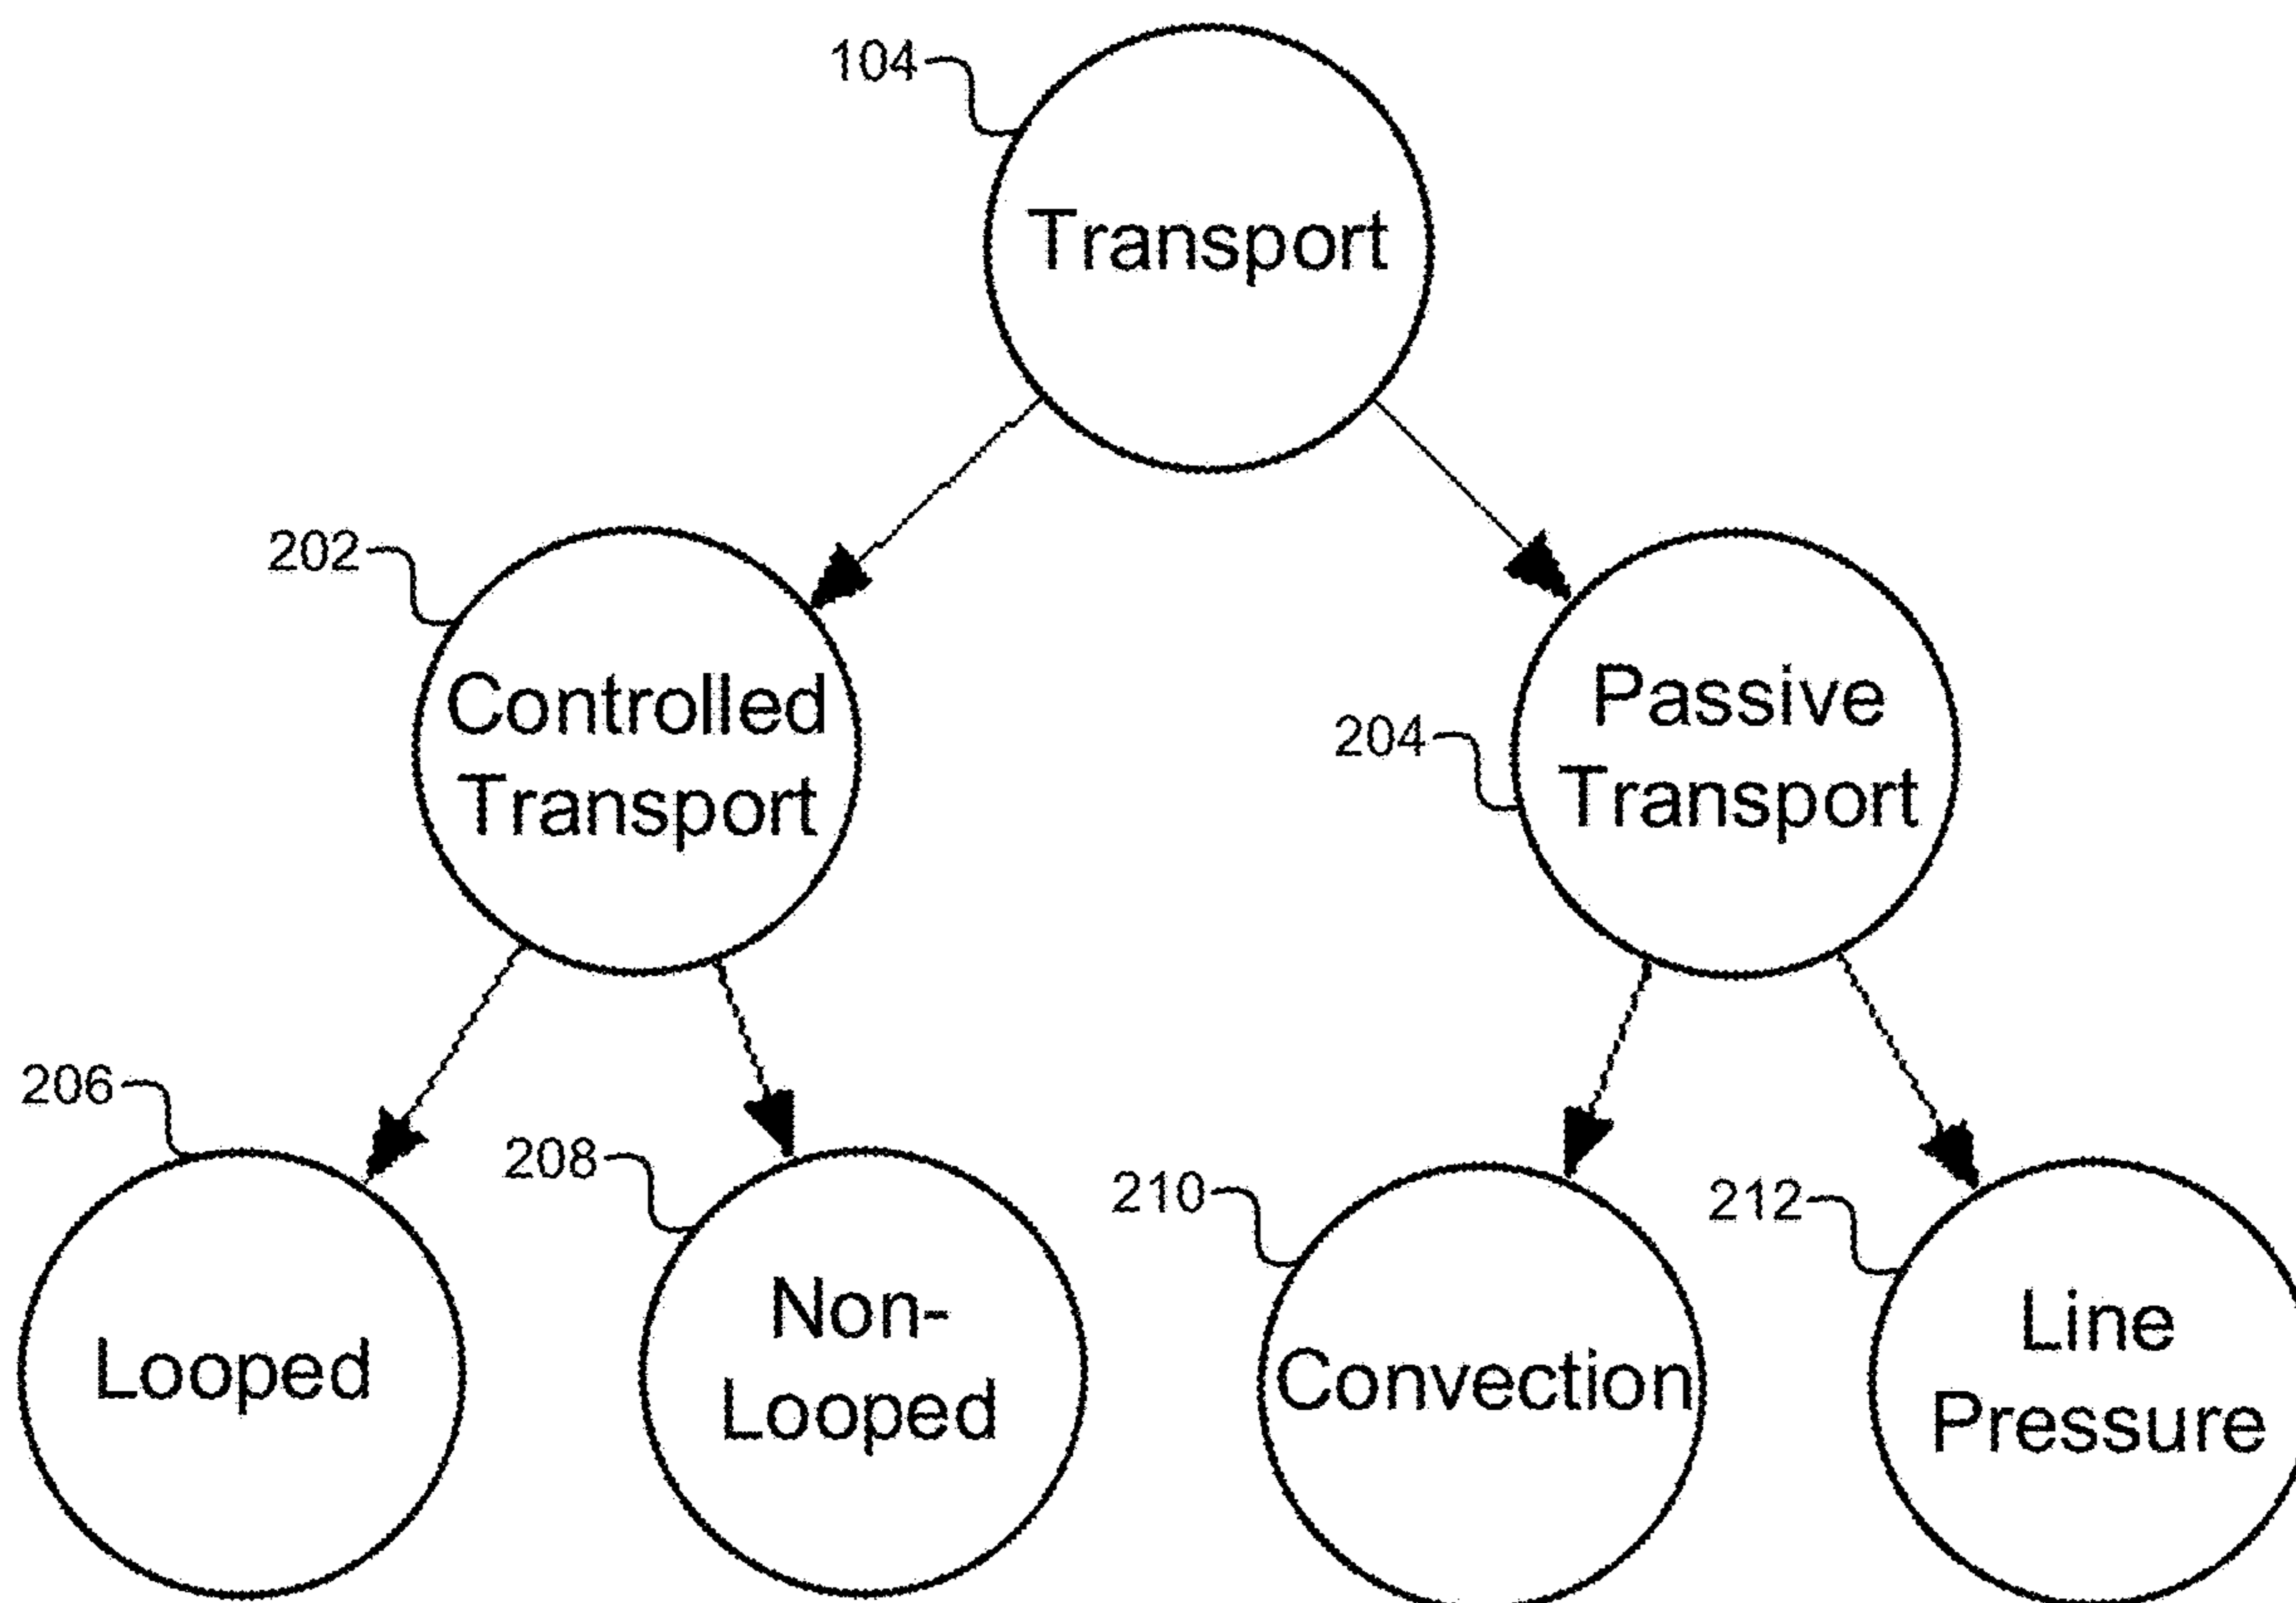 104
Transport
202
Controlled
Transport
204
Passive
Transport
206
Looped
208
Non-
Looped
210
Convection
212
Line
Pressure